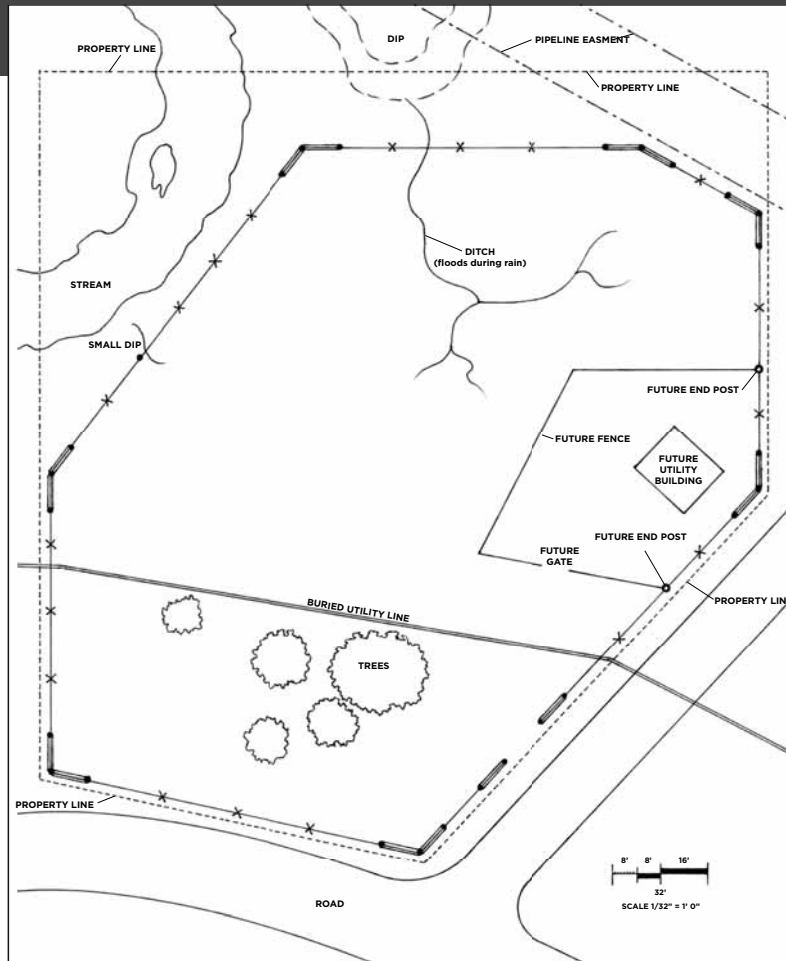 DIP
PIPELINE EASMENT
PROPERTY LINE
PROPERTY LINE
DITCH
(floods during rain)
STREAM
SMALL DIP
FUTURE END POST
FUTURE FENCE
FUTURE
UTILITY
BUILDING
FUTURE END POST
FUTURE
GATE
PROPERTY LIN
BURIED UTILITY LINE
TREES
PROPERTY LINE
8'
8'
16'
32'
SCALE 1/32" = 1' 0"
ROAD